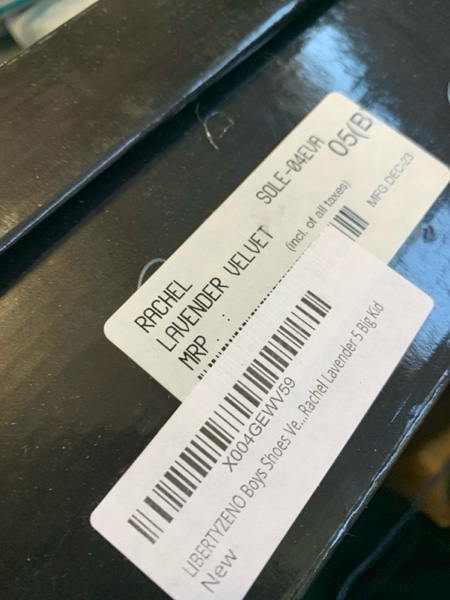 RACHEL
SOLE-04EVA
05(B
LAVENDER VELVET
MRP :
(incl. of all taxes)
MFG DEC-23
X004GEWV59
LIBERTYZENO Boys Shoes Ve...Rachel Lavender 5 Big Kid
New